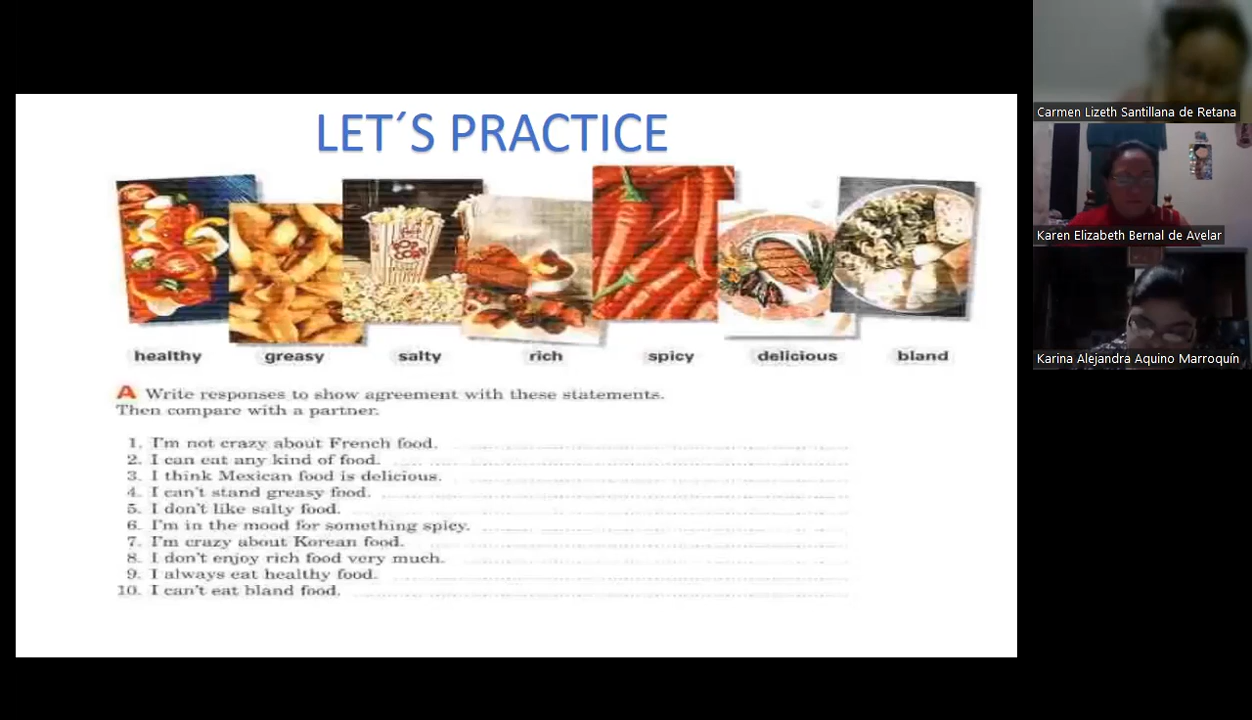 LET´S PRACTICE
healthy greasy salty rich spicy delicious bland
A Write responses to show agreement with these statements.
Then compare with a partner.
1. I'm not crazy about French food.
2. I can eat any kind of food.
3. I think Mexican food is delicious.
4. I can't stand greasy food.
5. I don't like salty food.
6. I'm in the mood for something spicy.
7. I'm crazy about Korean food.
8. I don't enjoy rich food very much.
9. I always eat healthy food.
10. I can't eat bland food.
POP CORN
Carmen Lizeth Santillana de Retana
Karen Elizabeth Bernal de Avelar
Karina Alejandra Aquino Marroquín